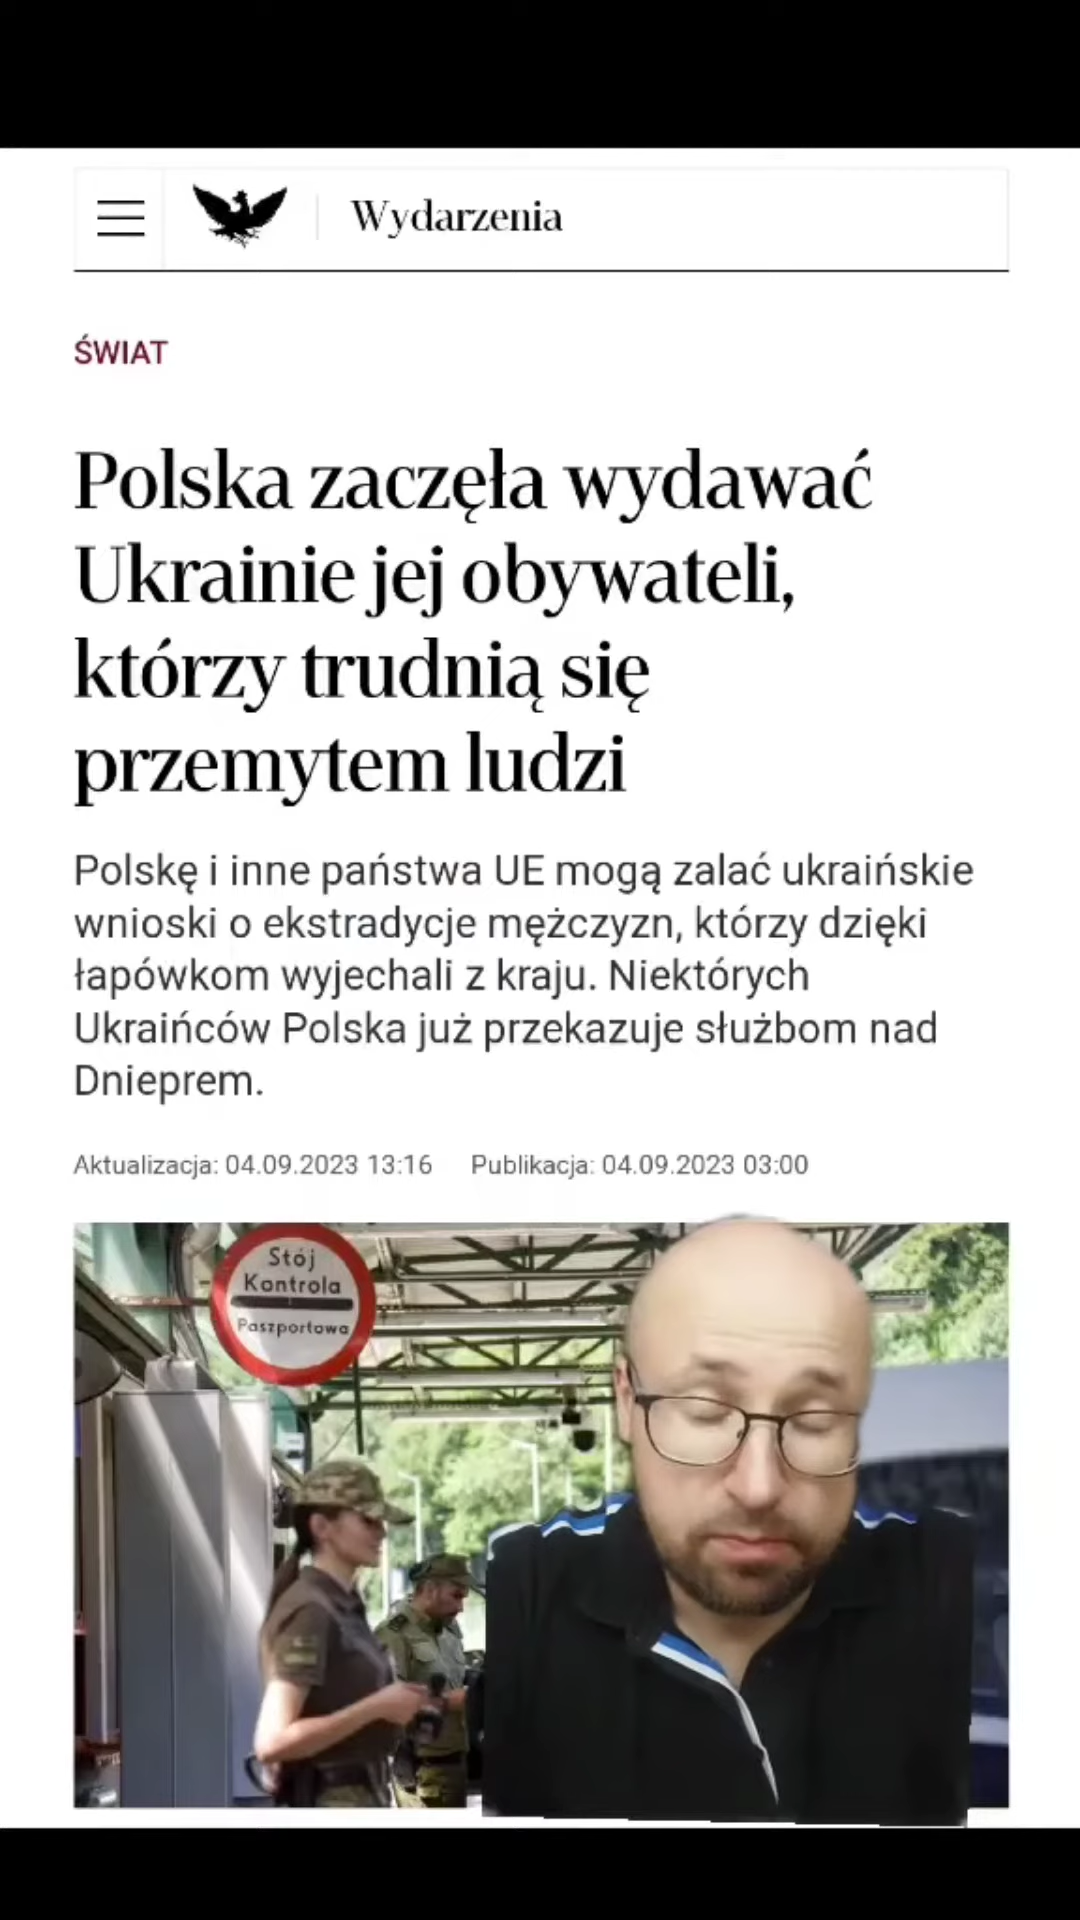 Wydarzenia
ŚWIAT
Polska zaczęła wydawać
Ukrainie jej obywateli,
którzy trudnią się
przemytem ludzi
Polskę i inne państwa UE mogą zalać ukraińskie
wnioski o ekstradycje mężczyzn, którzy dzięki
łapówkom wyjechali z kraju. Niektórych
Ukraińców Polska już przekazuje służbom nad
Dnieprem.
Aktualizacja: 04.09.2023 13:16 Publikacja: 04.09.2023 03:00
Stój
Kontrola
Paszportowa